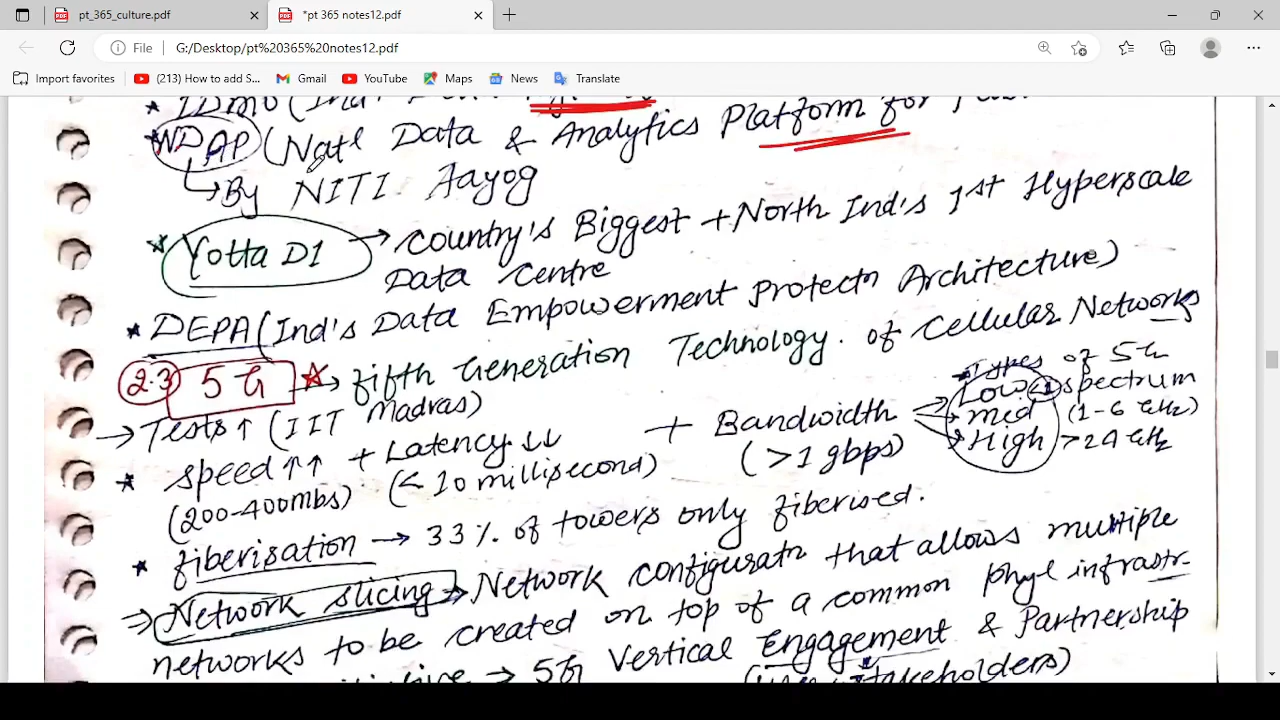 pt_365_culture.pdf
*pt 365 notes12.pdf
File
G:/Desktop/pt%20365%20notes12.pdf
Import favorites
(213) How to add S...
Gmail
YouTube
Maps
News
Translate
NDAP (Natl Data & Analytics Platform for
By NITI Aayog
Yotta D1 → Country's Biggest + North Ind's 1st Hyperscale
Data Centre
* DEPA (Ind's Data Empowerment Protectn Architecture)
2.3 5G → Fifth Generation Technology of Cellular Networks
→ Tests ↑ (IIT Madras)
Types of 5G
Low <1 spectrum
Med (1-6 GHz)
High >24 GHz
* Speed ↑↑ + Latency ↓↓ + Bandwidth
(200-400mbs) (< 10 millisecond) (>1 gbps)
* fiberisation → 33% of towers only fiberised.
⇒ Network slicing → Network configuratn that allows multiple
networks to be created on top of a common phyl infrastr-
→ 5G Vertical Engagement & Partnership
stakeholders)